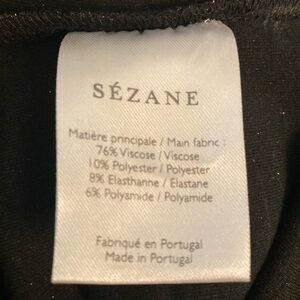 SÉZANE
Matière principale / Main fabric :
76% Viscose / Viscose
10% Polyester / Polyester
8% Elasthanne / Elastane
6% Polyamide / Polyamide
Fabriqué en Portugal
Made in Portugal